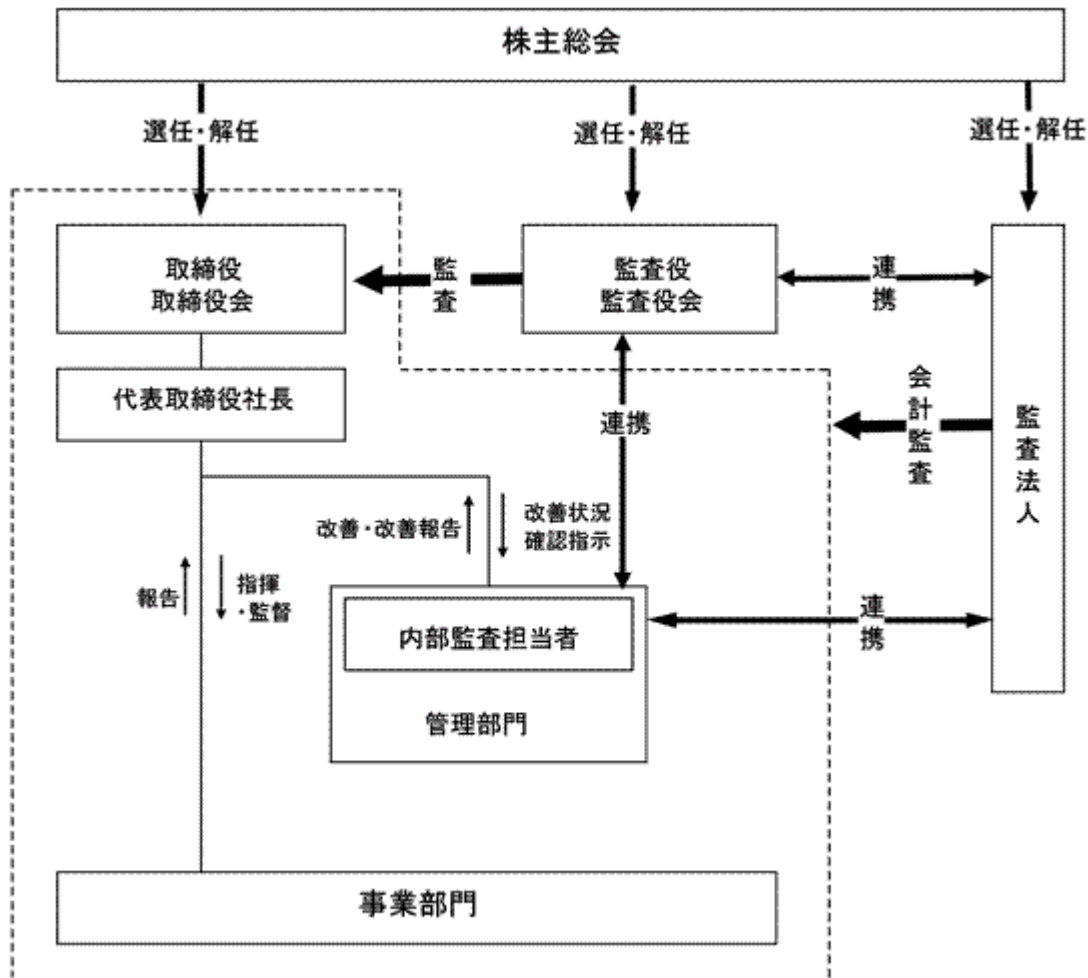 株主総会
選任・解任
選任・解任
選任・解任
取締役
取締役会
監査
監査役
監査役会
連携
代表取締役社長
連携
会計監査
監査法人
改善・改善報告
改善状況
確認指示
報告
指揮
・監督
内部監査担当者
連携
管理部門
事業部門